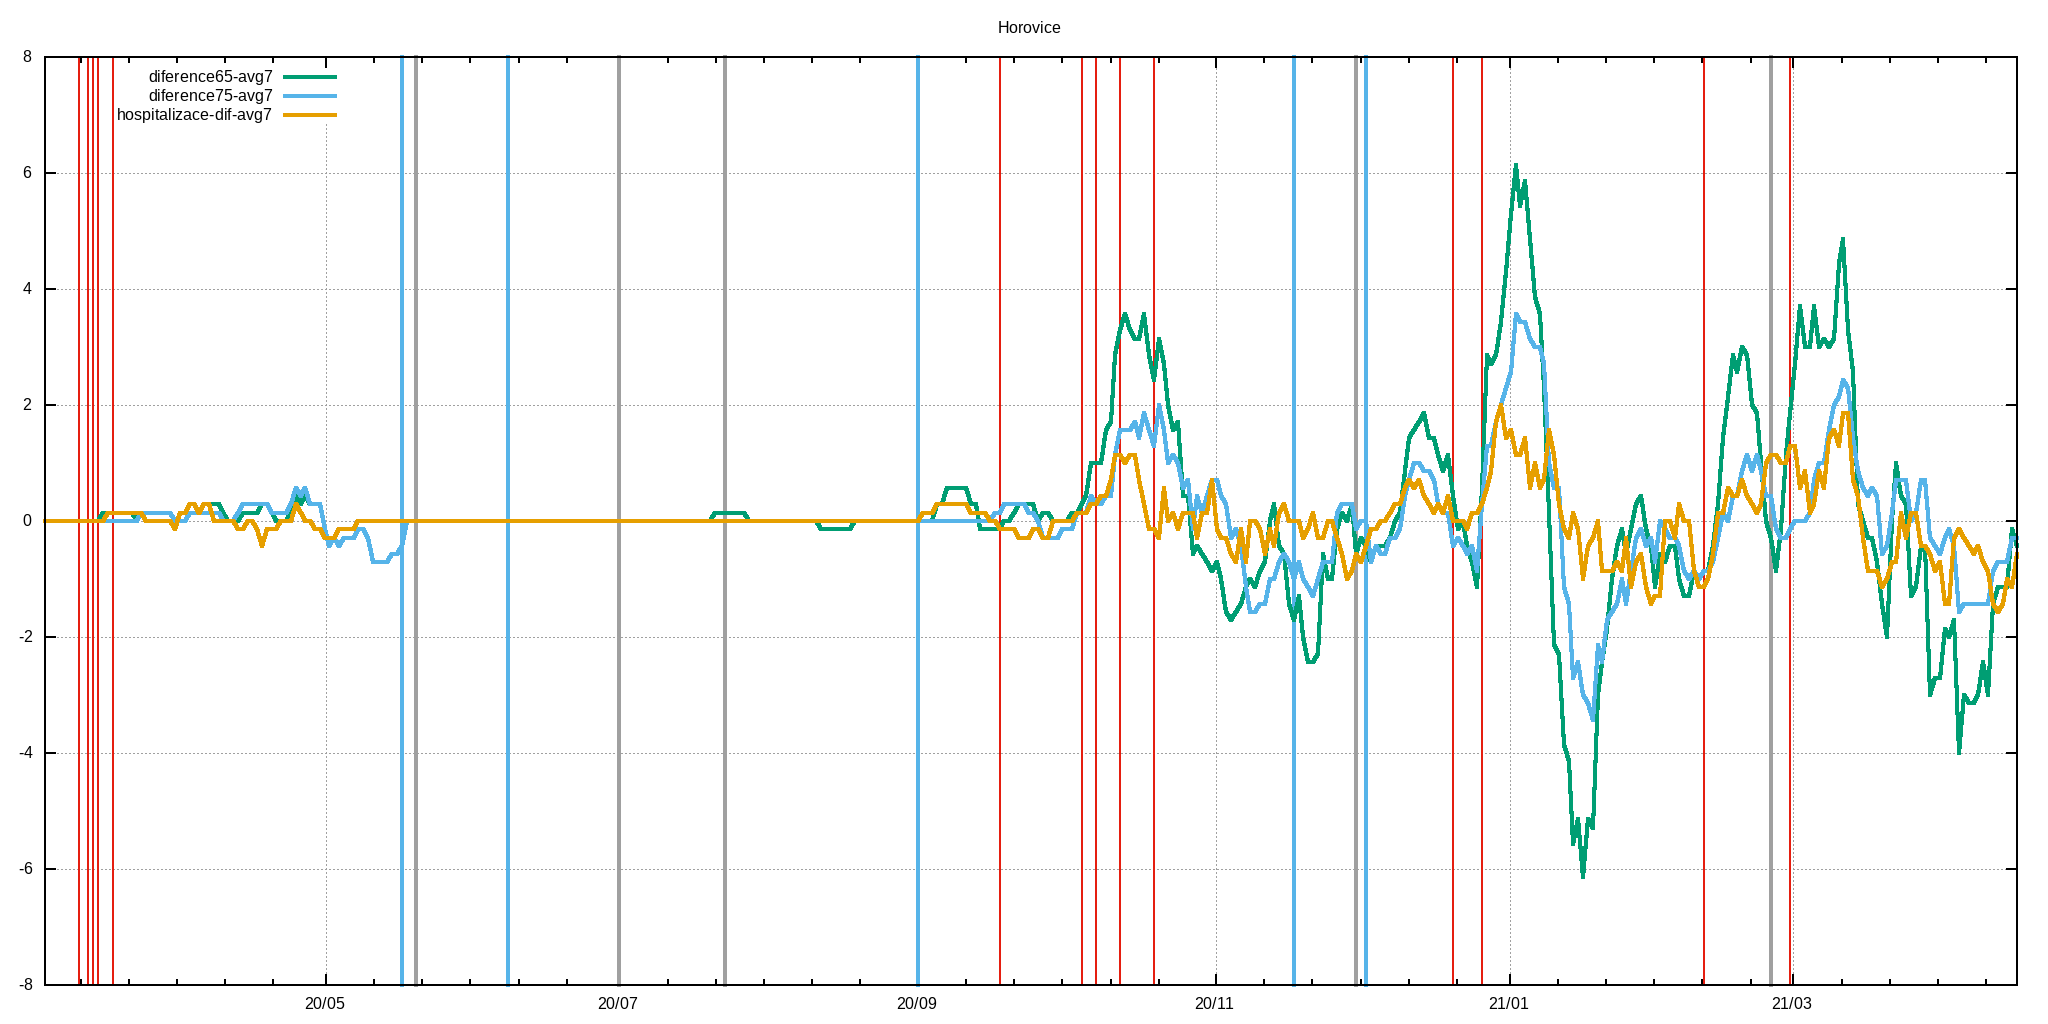 Horovice
8
diference65-avg7
diference75-avg7
hospitalizace-dif-avg7
6
4
2
0
-2
-4
-6
-8
20/05 20/07 20/09 20/11 21/01 21/03